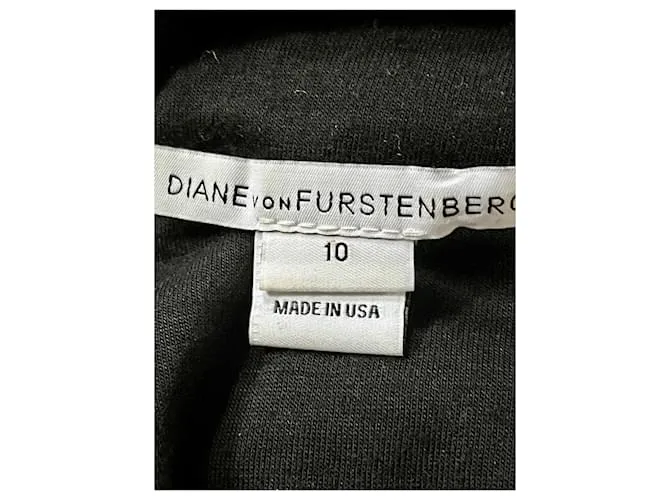 DIANE VON FURSTENBERG
10
MADE IN USA